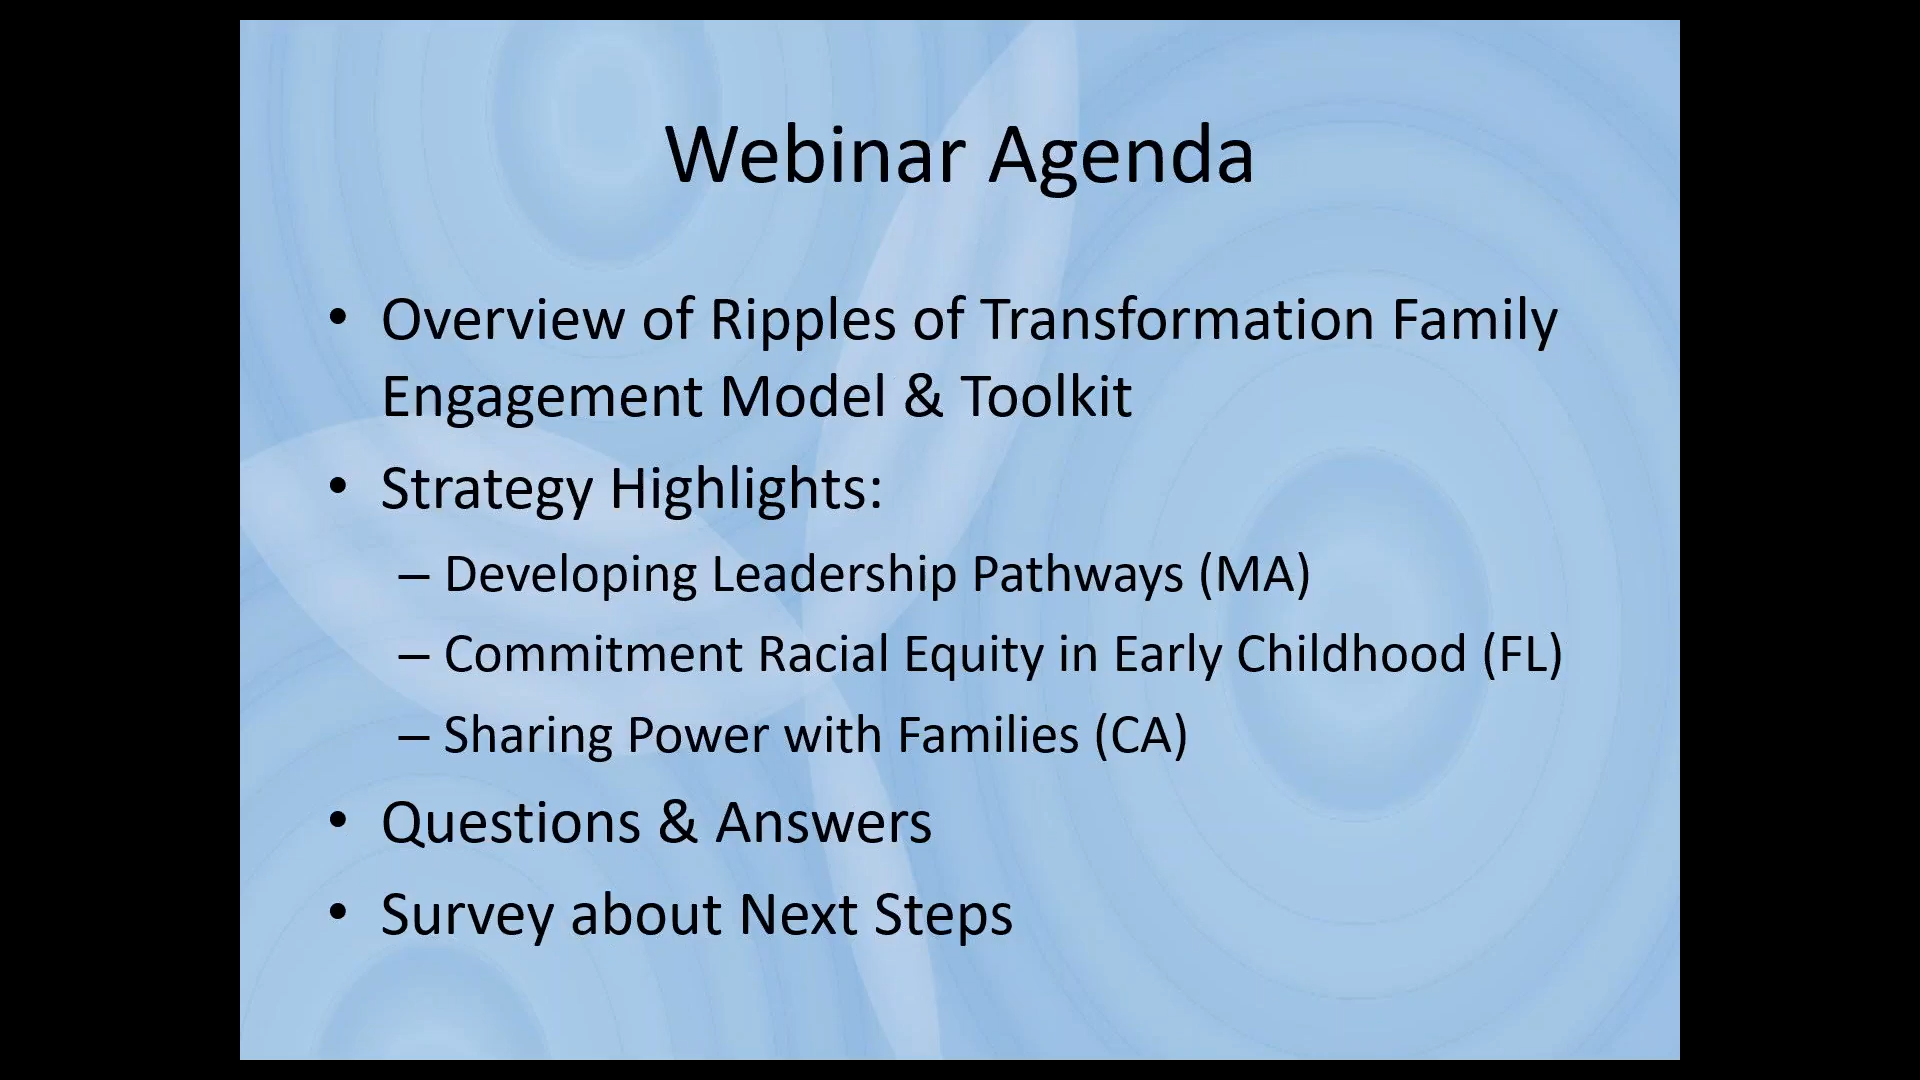 Webinar Agenda
• Overview of Ripples of Transformation Family
Engagement Model & Toolkit
• Strategy Highlights:
– Developing Leadership Pathways (MA)
– Commitment Racial Equity in Early Childhood (FL)
– Sharing Power with Families (CA)
• Questions & Answers
• Survey about Next Steps